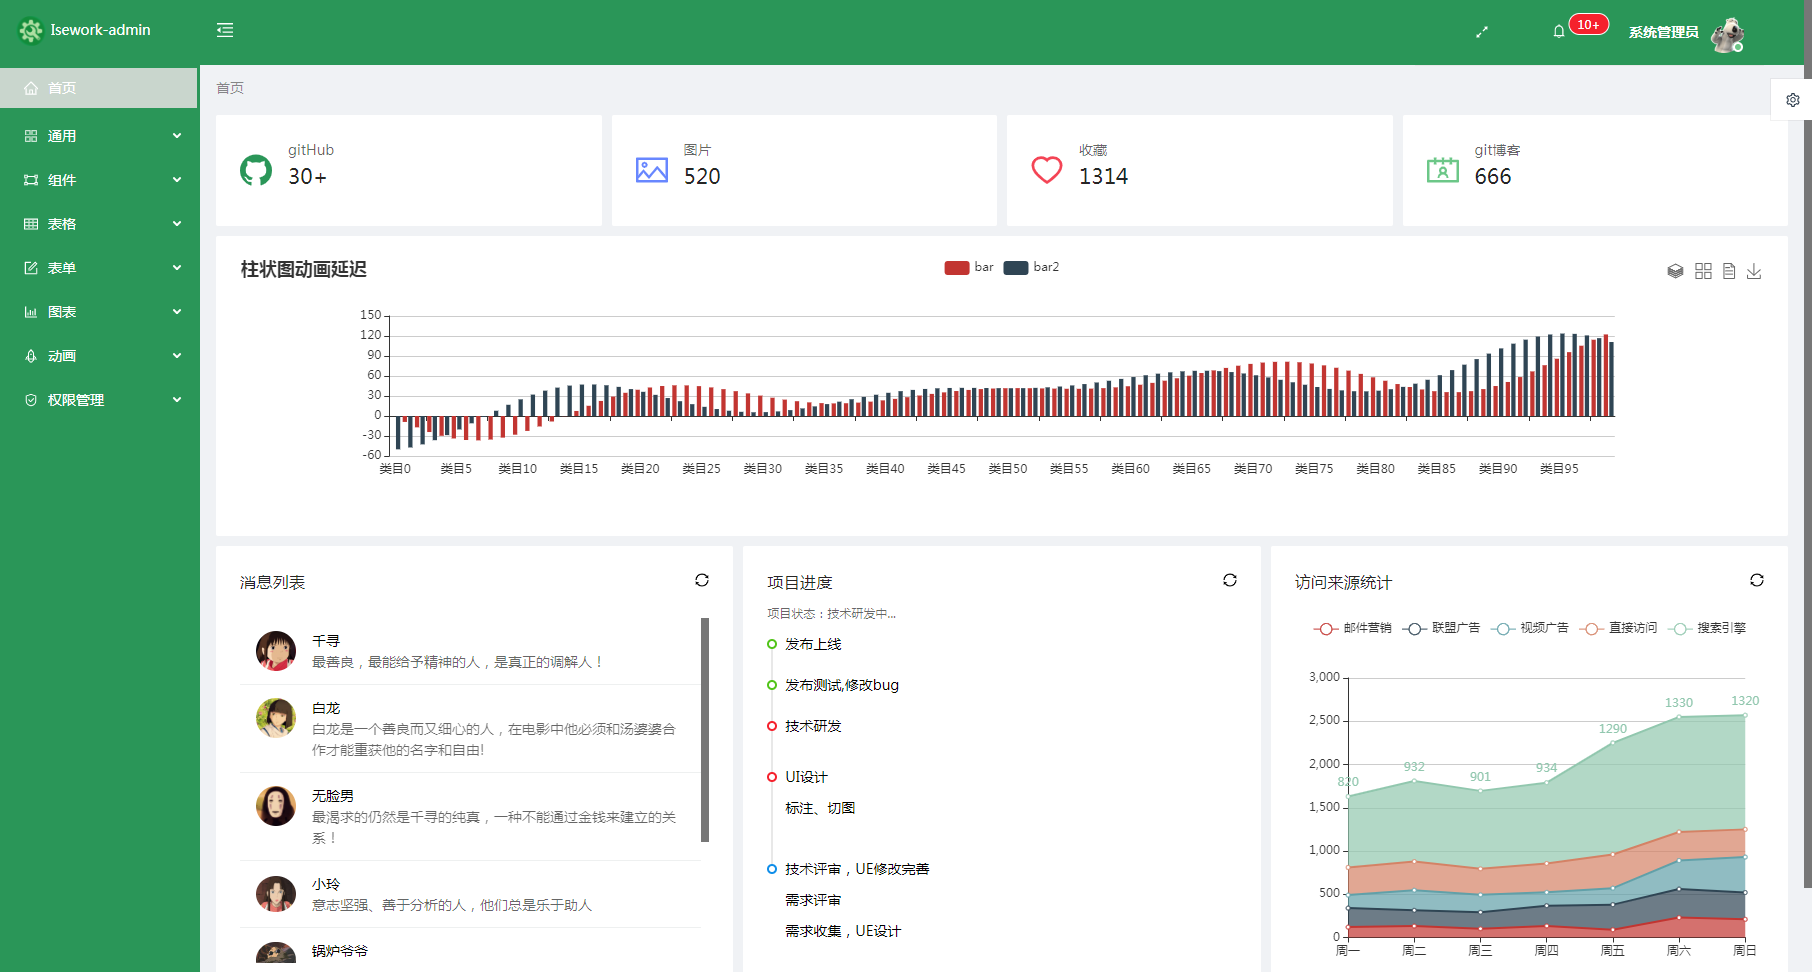 Isework-admin
10+
系统管理员
首页
通用
组件
表格
表单
图表
动画
权限管理
首页
gitHub
30+
图片
520
收藏
1314
git博客
666
柱状图动画延迟
bar
bar2
150
120
90
60
30
0
-30
-60
类目0
类目5
类目10
类目15
类目20
类目25
类目30
类目35
类目40
类目45
类目50
类目55
类目60
类目65
类目70
类目75
类目80
类目85
类目90
类目95
消息列表
千寻
最善良，最能给予精神的人，是真正的调解人！
白龙
白龙是一个善良而又细心的人，在电影中他必须和汤婆婆合
作才能重获他的名字和自由!
无脸男
最渴求的仍然是千寻的纯真，一种不能通过金钱来建立的关
系！
小玲
意志坚强、善于分析的人，他们总是乐于助人
锅炉爷爷
项目进度
项目状态：技术研发中...
发布上线
发布测试,修改bug
技术研发
UI设计
标注、切图
技术评审，UE修改完善
需求评审
需求收集，UE设计
访问来源统计
邮件营销
联盟广告
视频广告
直接访问
搜索引擎
3,000
2,500
2,000
1,500
1,000
500
0
820
932
901
934
1290
1330
1320
周一
周二
周三
周四
周五
周六
周日